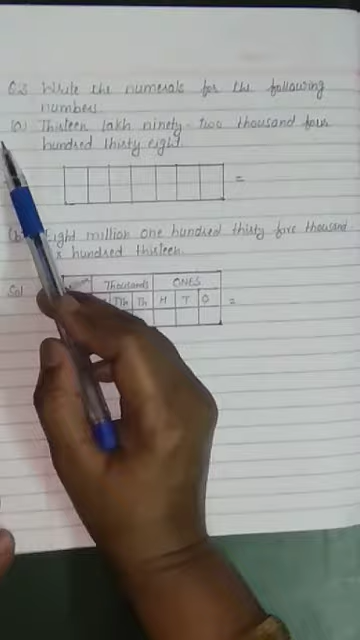 Q.3 Write the numerals for the following
numbers
(a) Thirteen lakh ninety-two thousand four
hundred thirty eight.
=
(b) Eight million one hundred thirty five thousand
hundred thirteen.
Sol Thousands ONES
TTh Th H T O =